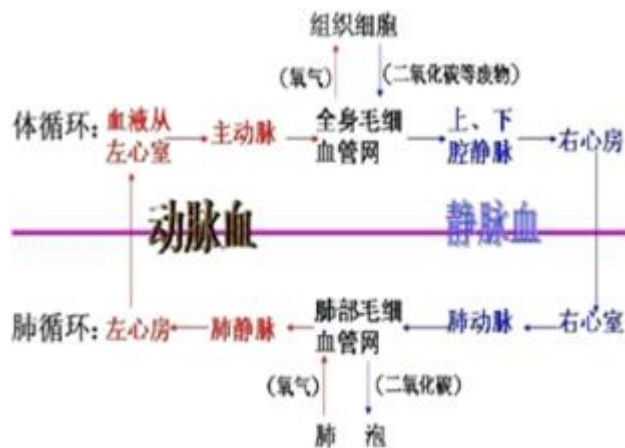 组织细胞
(氧气) (二氧化碳等废物)
体循环: 血液从左心室 主动脉 全身毛细血管网 上、下腔静脉 右心房
动脉血 静脉血
肺循环: 左心房 肺静脉 肺部毛细血管网 肺动脉 右心室
(氧气) (二氧化碳)
肺 泡